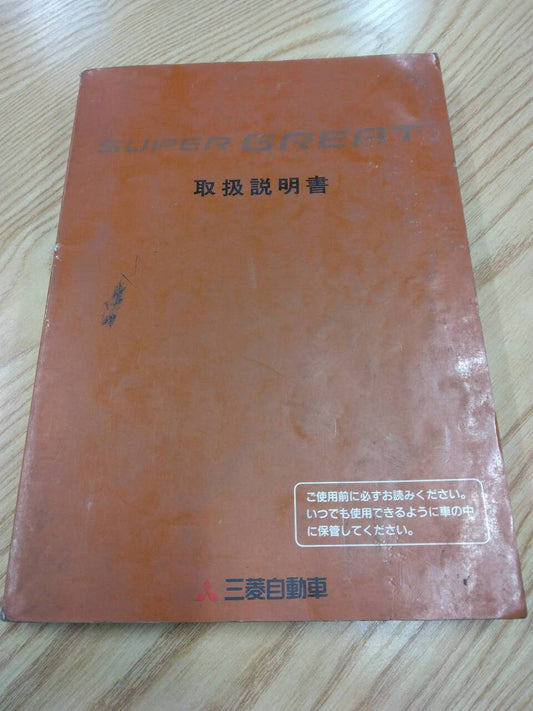 SUPER GREAT
取扱説明書
ご使用前に必ずお読みください。
いつでも使用できるように車の中
に保管してください。
三菱自動車